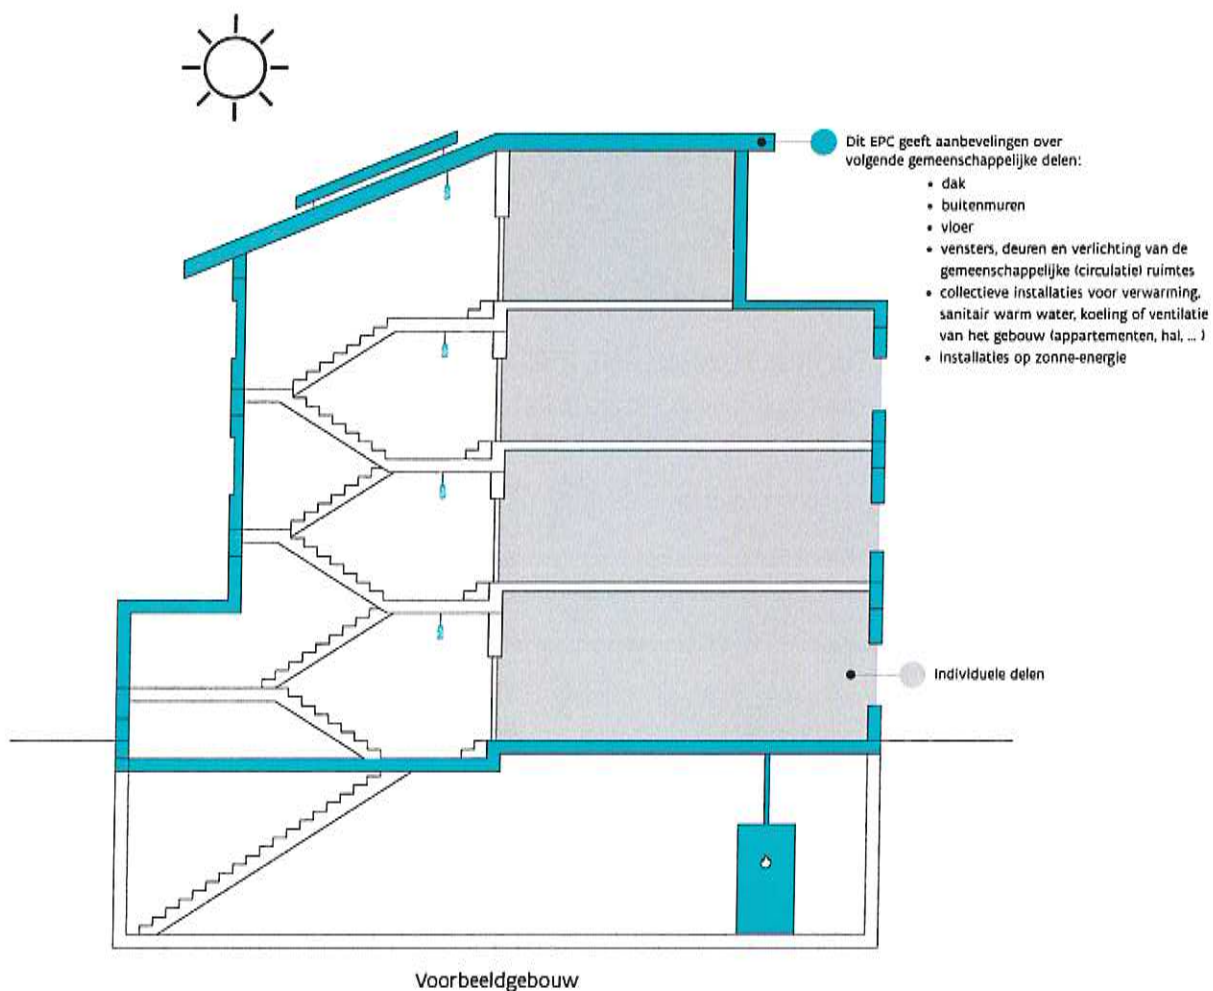 Dit EPC geeft aanbevelingen over
volgende gemeenschappelijke delen:
• dak
• buitenmuren
• vloer
• vensters, deuren en verlichting van de
gemeenschappelijke (circulatie) ruimtes
• collectieve installaties voor verwarming,
sanitair warm water, koeling of ventilatie
van het gebouw (appartementen, hal, ... )
• installaties op zonne-energie
Individuele delen
Voorbeeldgebouw